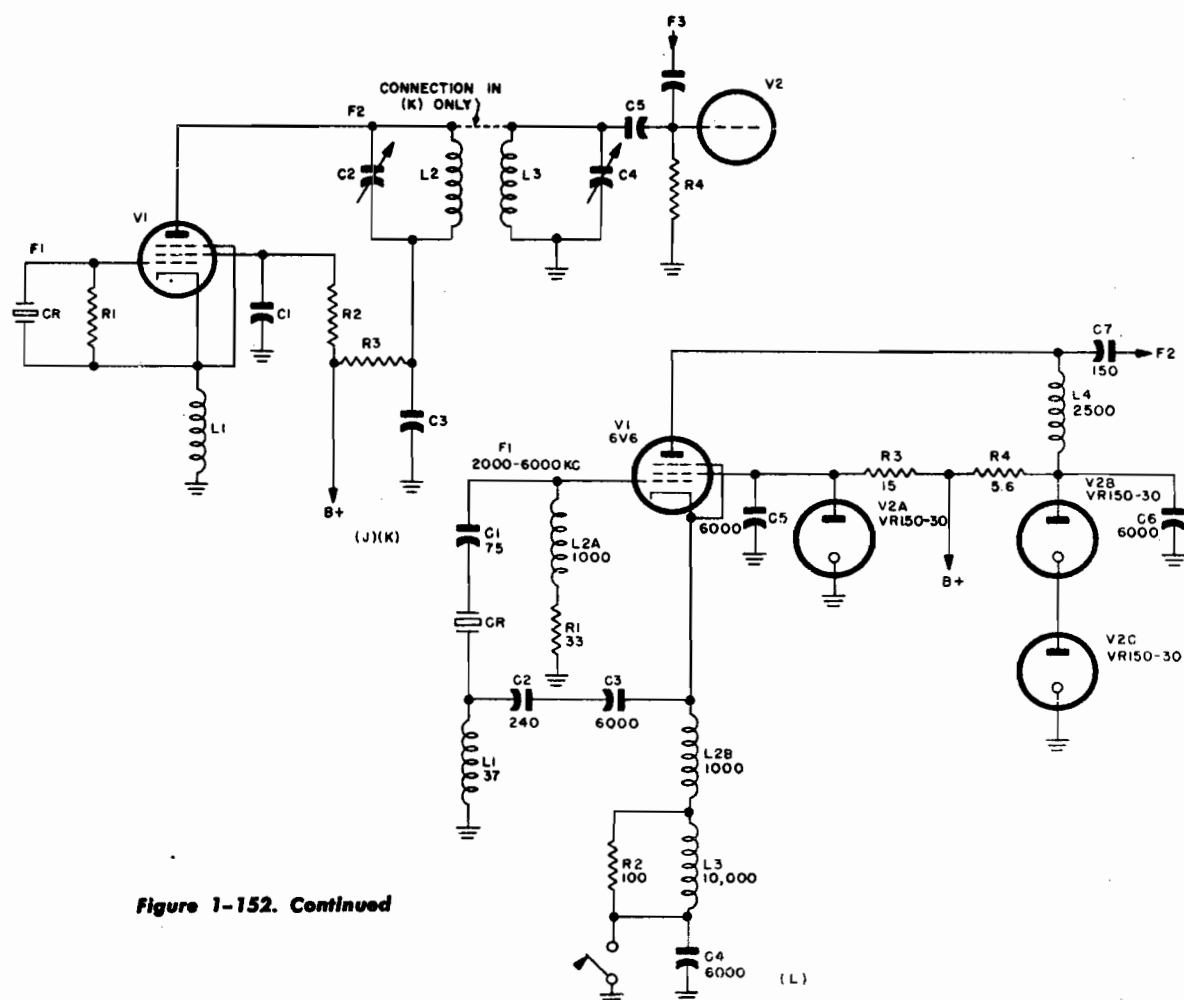 F3
V2
CONNECTION IN
(K) ONLY
F2
C5
C2
L2
L3
C4
R4
V1
F1
CR
R1
C1
R2
R3
C3
L1
B+
(J)(K)
C7
150
F2
L4
2500
V1
6V6
F1
2000-6000KC
R3
15
R4
5.6
V2A
VR150-30
V2B
VR150-30
C5
6000
C6
6000
B+
C1
75
L2A
1000
CR
R1
33
V2C
VR150-30
C2
240
C3
6000
L1
37
L2B
1000
R2
100
L3
10,000
C4
6000
(L)
Figure 1-152. Continued